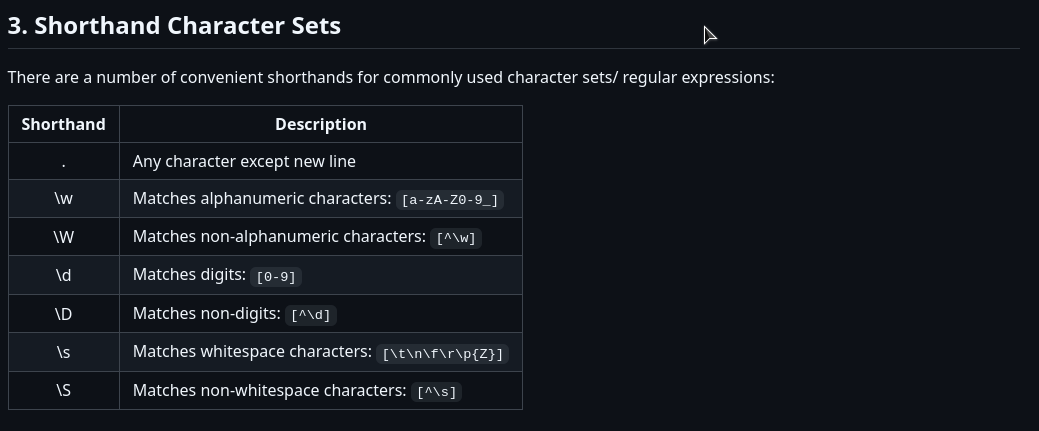 3. Shorthand Character Sets
There are a number of convenient shorthands for commonly used character sets/ regular expressions:
Shorthand Description
. Any character except new line
\w Matches alphanumeric characters: [a-zA-Z0-9_]
\W Matches non-alphanumeric characters: [^\w]
\d Matches digits: [0-9]
\D Matches non-digits: [^\d]
\s Matches whitespace characters: [\t\n\f\r\p{Z}]
\S Matches non-whitespace characters: [^\s]